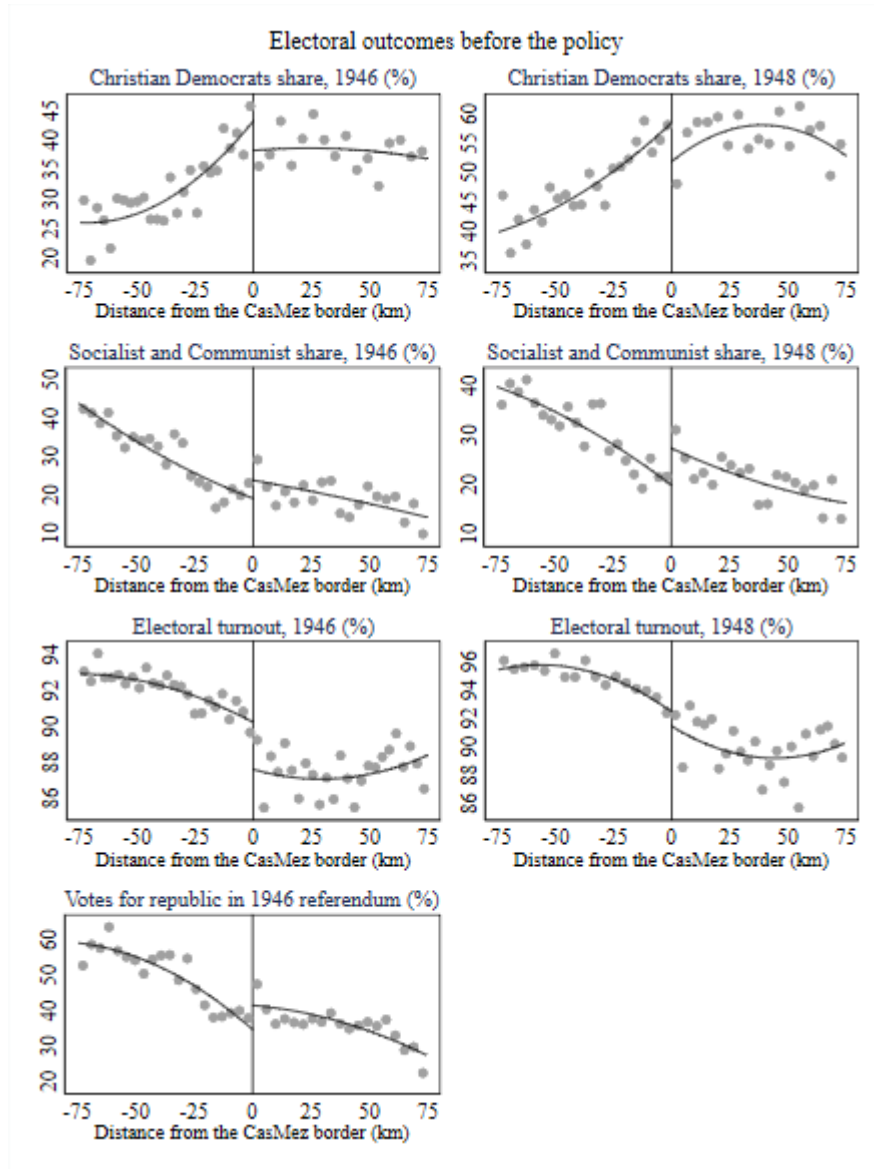 Electoral outcomes before the policy
Christian Democrats share, 1946 (%)
45
40
35
30
25
20
-75 -50 -25 0 25 50 75
Distance from the CasMez border (km)
Christian Democrats share, 1948 (%)
60
55
50
45
40
35
-75 -50 -25 0 25 50 75
Distance from the CasMez border (km)
Socialist and Communist share, 1946 (%)
50
40
30
20
10
-75 -50 -25 0 25 50 75
Distance from the CasMez border (km)
Socialist and Communist share, 1948 (%)
40
30
20
10
-75 -50 -25 0 25 50 75
Distance from the CasMez border (km)
Electoral turnout, 1946 (%)
94
92
90
88
86
-75 -50 -25 0 25 50 75
Distance from the CasMez border (km)
Electoral turnout, 1948 (%)
96
94
92
90
88
86
-75 -50 -25 0 25 50 75
Distance from the CasMez border (km)
Votes for republic in 1946 referendum (%)
60
50
40
30
20
-75 -50 -25 0 25 50 75
Distance from the CasMez border (km)